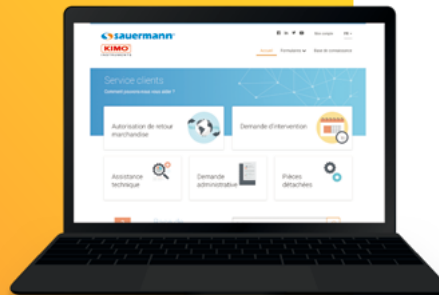 sauermann
Mon compte FR
KIMO
INSTRUMENTS
Accueil Formulaires Base de connaissances
Service clients
Comment pouvons-nous vous aider ?
Autorisation de retour
marchandise
Demande d'intervention
Assistance
technique
Demande
administrative
Pièces
détachées